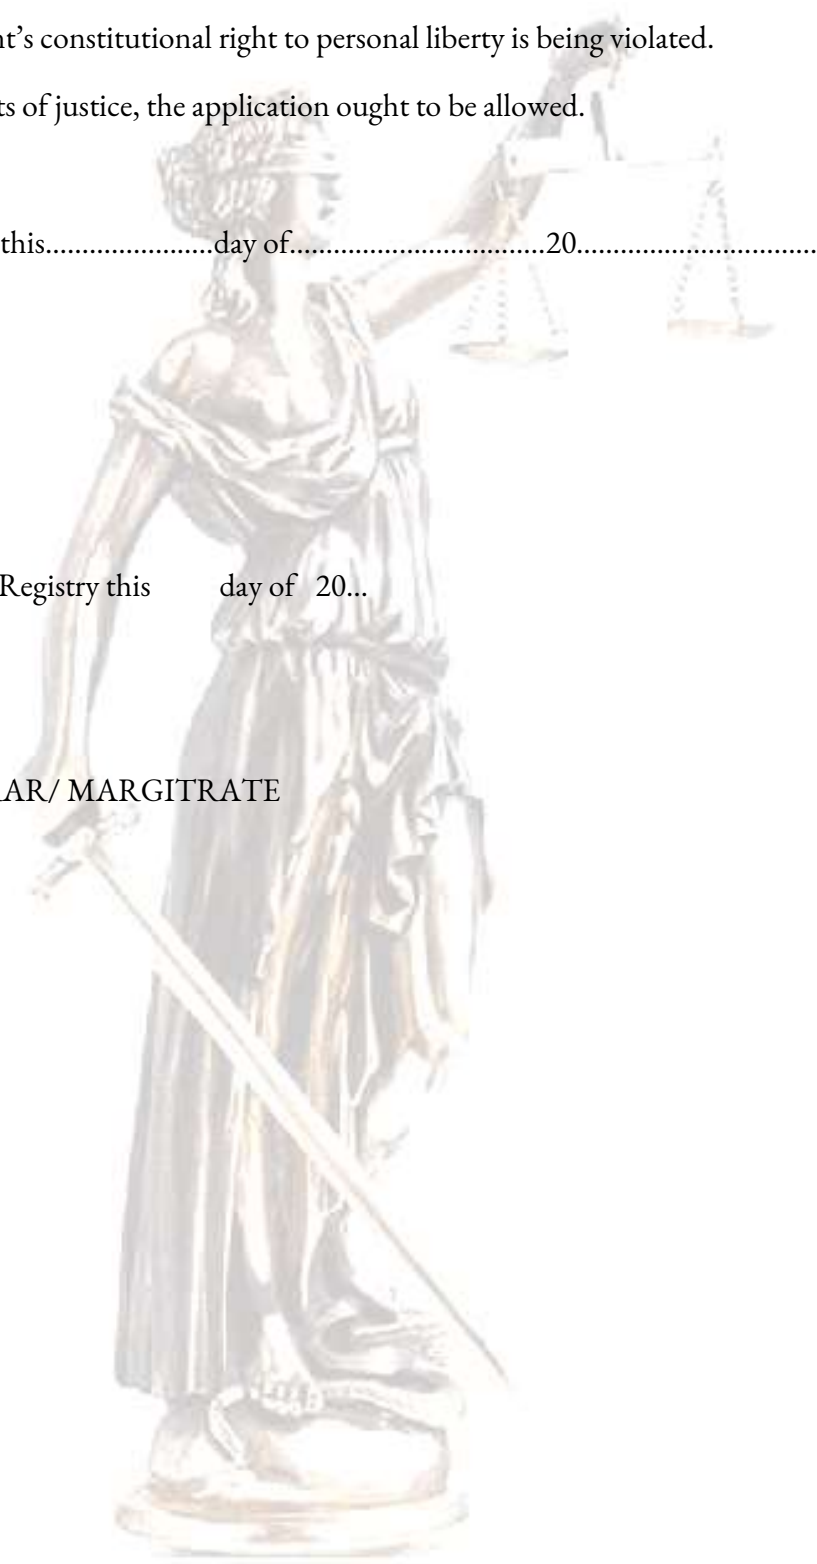 nt’s constitutional right to personal liberty is being violated.
ts of justice, the application ought to be allowed.
this.......................day of...................................20.................................
Registry this day of 20...
AR/ MARGITRATE